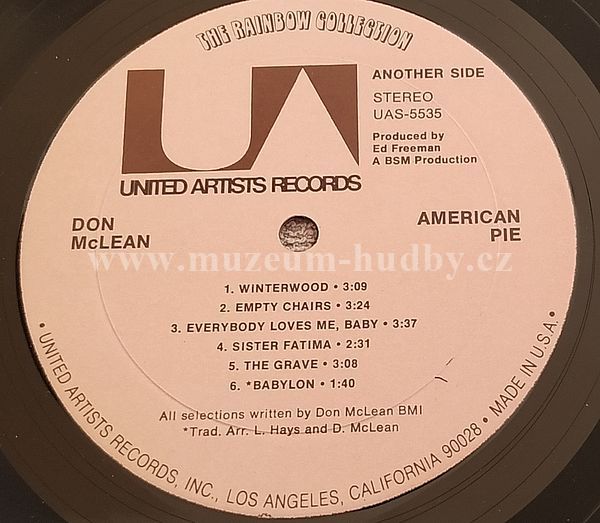 THE RAINBOW COLLECTION
UA
ANOTHER SIDE
STEREO
UAS-5535
Produced by
Ed Freeman
A BSM Production
UNITED ARTISTS RECORDS
DON
McLEAN
AMERICAN
PIE
www.muzeum-hudby.cz
1. WINTERWOOD • 3:09
2. EMPTY CHAIRS • 3:24
3. EVERYBODY LOVES ME, BABY • 3:37
4. SISTER FATIMA • 2:31
5. THE GRAVE • 3:08
6. *BABYLON • 1:40
All selections written by Don McLean BMI
*Trad. Arr. L. Hays and D. McLean
• UNITED ARTISTS RECORDS, INC., LOS ANGELES, CALIFORNIA 90028 • MADE IN U.S.A. •